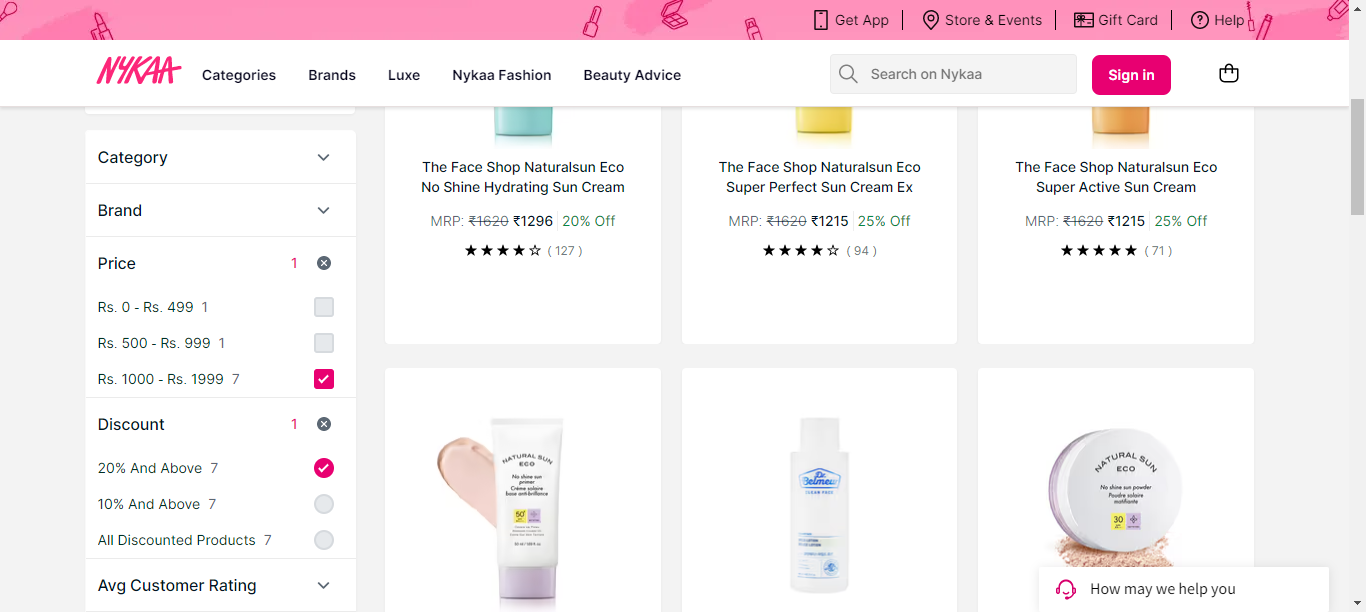 Get App
Store & Events
Gift Card
Help
NYKAA
Categories
Brands
Luxe
Nykaa Fashion
Beauty Advice
Search on Nykaa
Sign in
Category
Brand
Price 1
Rs. 0 - Rs. 499 1
Rs. 500 - Rs. 999 1
Rs. 1000 - Rs. 1999 7
Discount 1
20% And Above 7
10% And Above 7
All Discounted Products 7
Avg Customer Rating
The Face Shop Naturalsun Eco
No Shine Hydrating Sun Cream
MRP: ₹1620 ₹1296 20% Off
( 127 )
The Face Shop Naturalsun Eco
Super Perfect Sun Cream Ex
MRP: ₹1620 ₹1215 25% Off
( 94 )
The Face Shop Naturalsun Eco
Super Active Sun Cream
MRP: ₹1620 ₹1215 25% Off
( 71 )
NATURAL SUN
ECO
No shine sun
primer
Crème solaire
base anti-brillance
50+
Dr.
Belmeur
CLEAN FACE
NATURAL SUN
ECO
No shine sun powder
Poudre solaire
matifiante
30
How may we help you